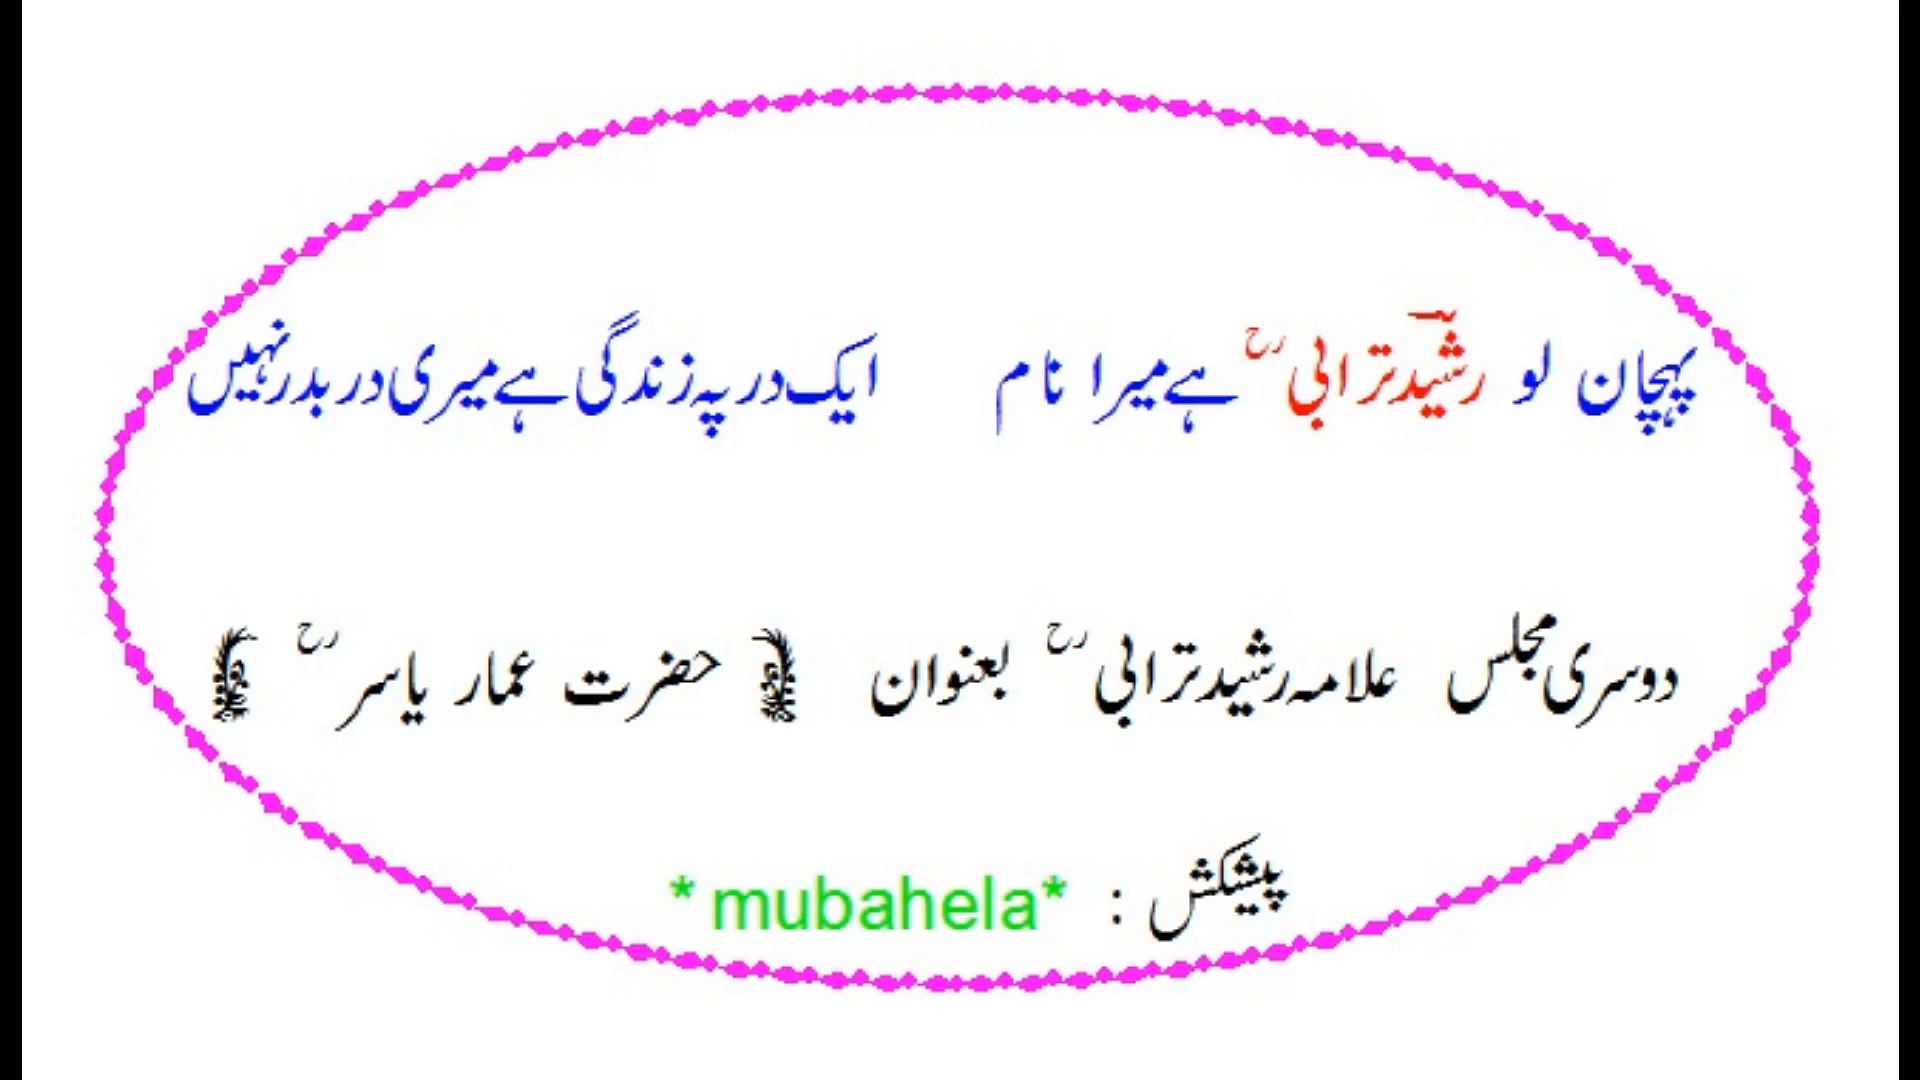 پہچان لو رشید ترابیؒ ہے میرا نام ایک در پہ زندگی ہے میری در بدر نہیں
دوسری مجلس علامہ رشید ترابیؒ بعنوان ﴿ حضرت عمار یاسرؒ ﴾
پیشکش : *mubahela*